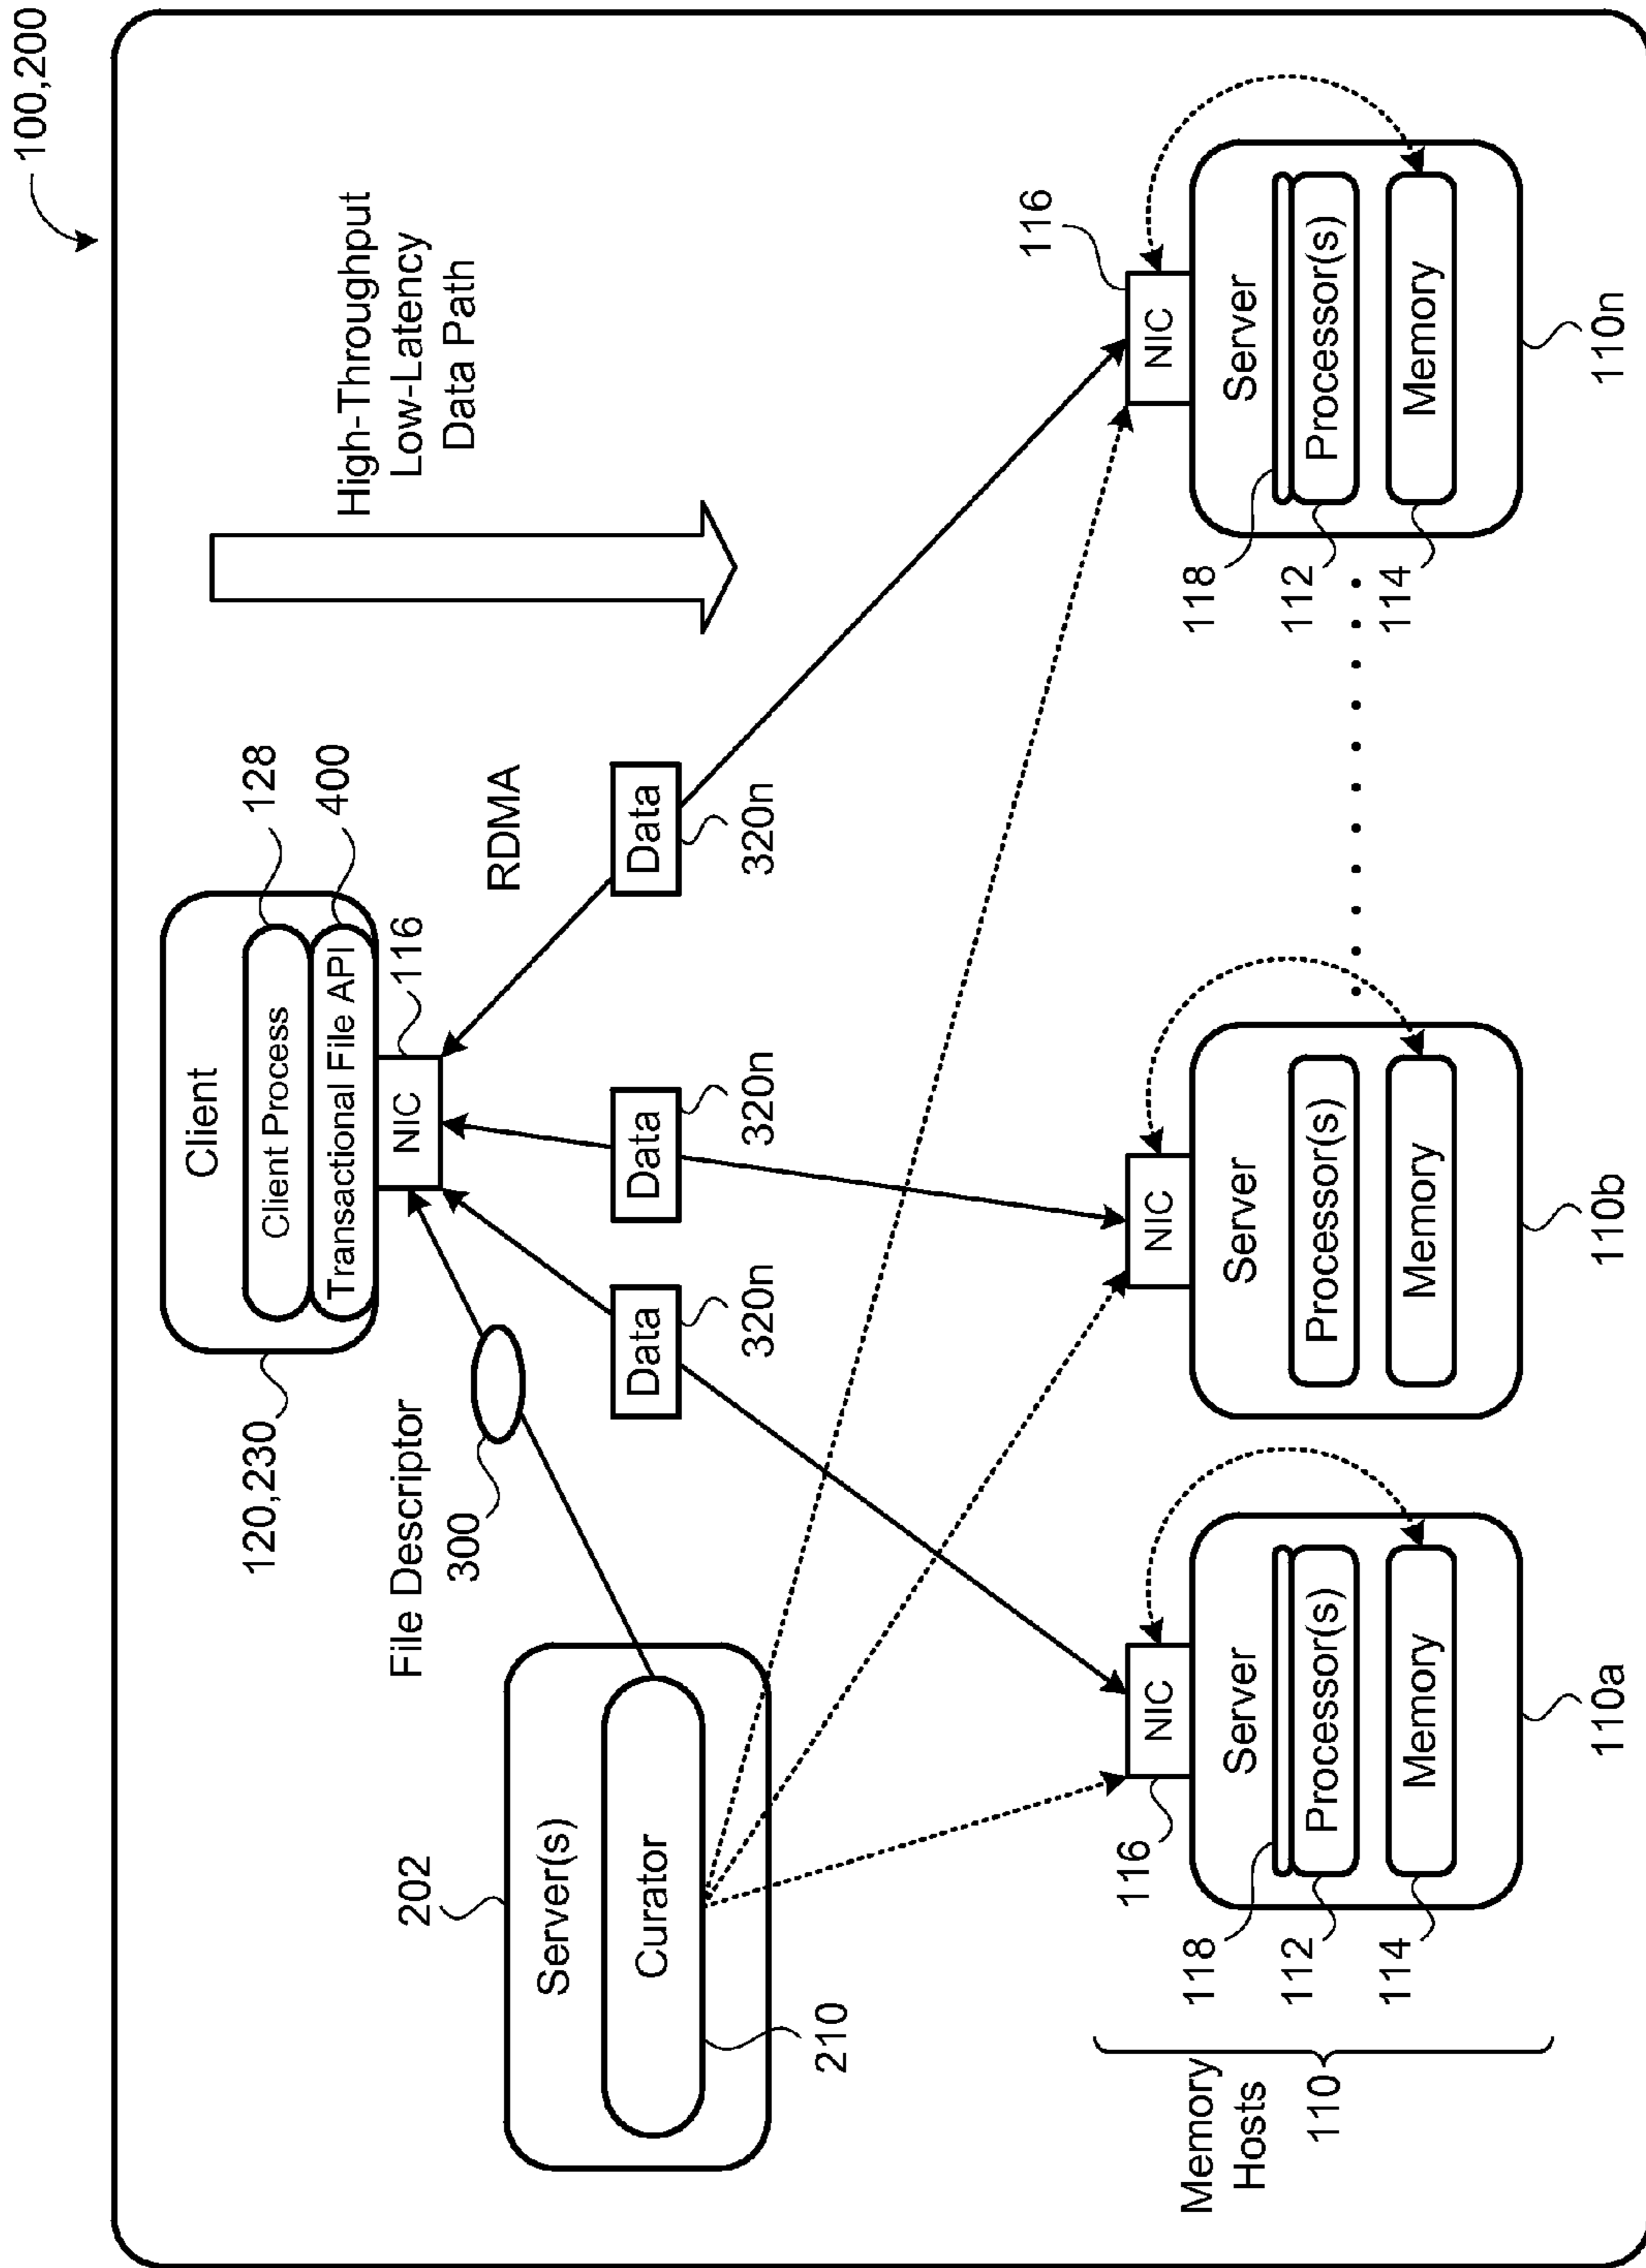 100,200
Client
Client Process
128
Transactional File API
400
120,230
NIC
116
High-Throughput
Low-Latency
Data Path
File Descriptor
300
RDMA
202
Server(s)
Curator
210
Data
320n
Data
320n
Data
320n
Memory
Hosts
110
116
NIC
Server
118
Processor(s)
112
Memory
114
110a
NIC
Server
Processor(s)
Memory
110b
116
NIC
Server
118
Processor(s)
112
Memory
114
110n